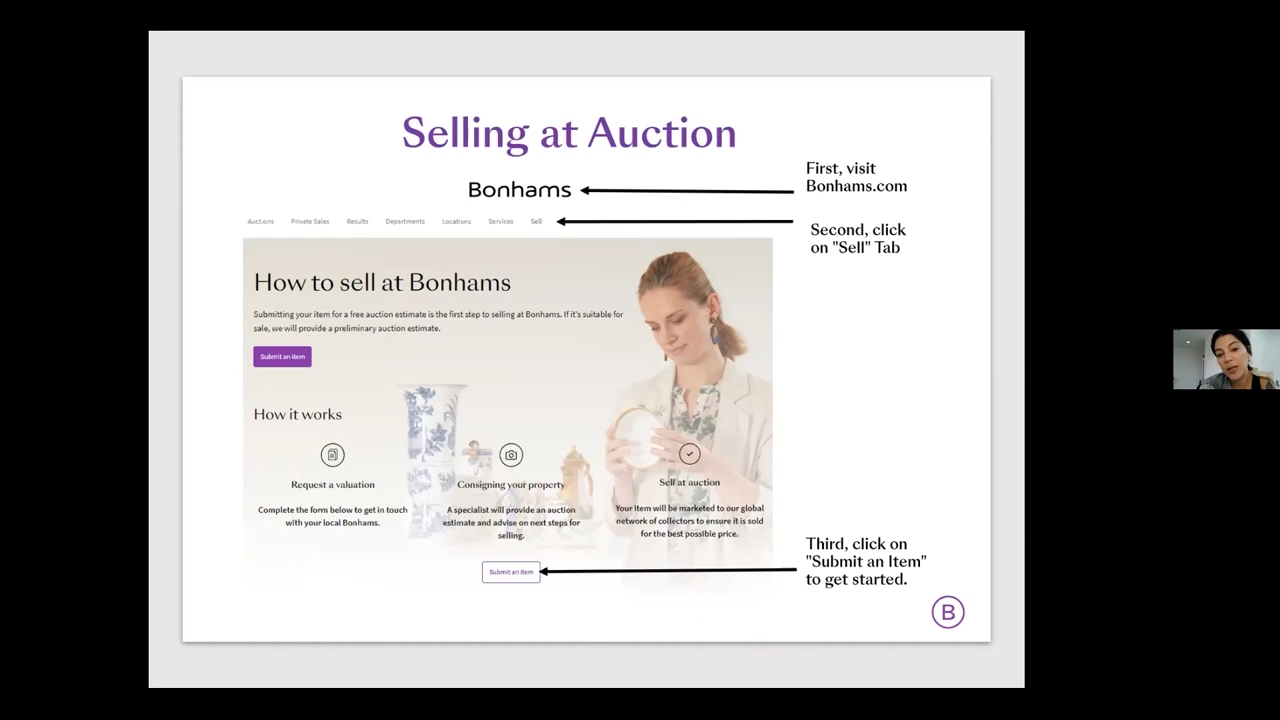 Selling at Auction
Bonhams
First, visit
Bonhams.com
Auctions Private Sales Results Departments Locations Services Sell
Second, click
on "Sell" Tab
How to sell at Bonhams
Submitting your item for a free auction estimate is the first step to selling at Bonhams. If it's suitable for
sale, we will provide a preliminary auction estimate.
Submit an item
How it works
Request a valuation
Complete the form below to get in touch
with your local Bonhams.
Consigning your property
A specialist will provide an auction
estimate and advise on next steps for
selling.
Sell at auction
Your item will be marketed to our global
network of collectors to ensure it is sold
for the best possible price.
Submit an item
Third, click on
"Submit an Item"
to get started.
B